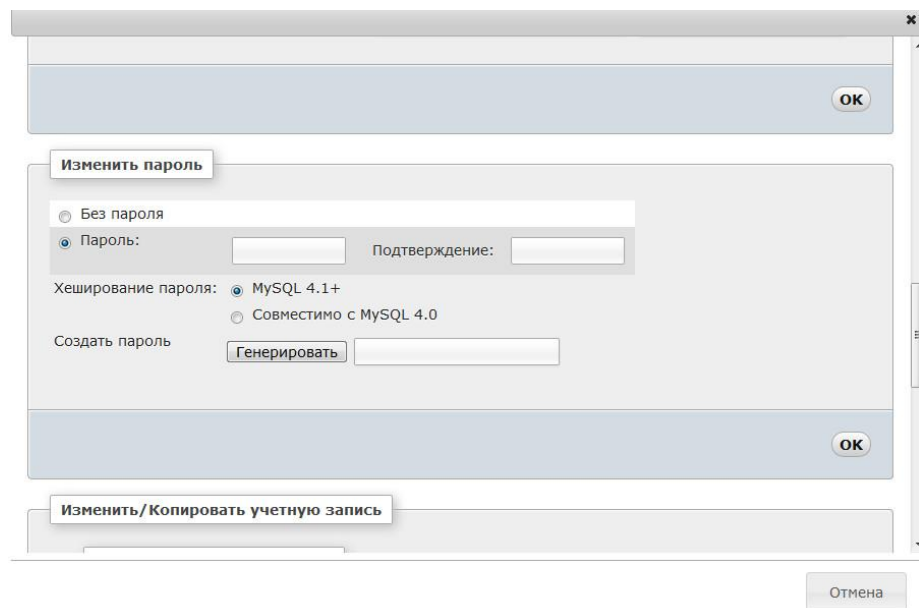 OK
Изменить пароль
Без пароля
Пароль: Подтверждение:
Хеширование пароля: MySQL 4.1+
Совместимо с MySQL 4.0
Создать пароль Генерировать
OK
Изменить/Копировать учетную запись
Отмена